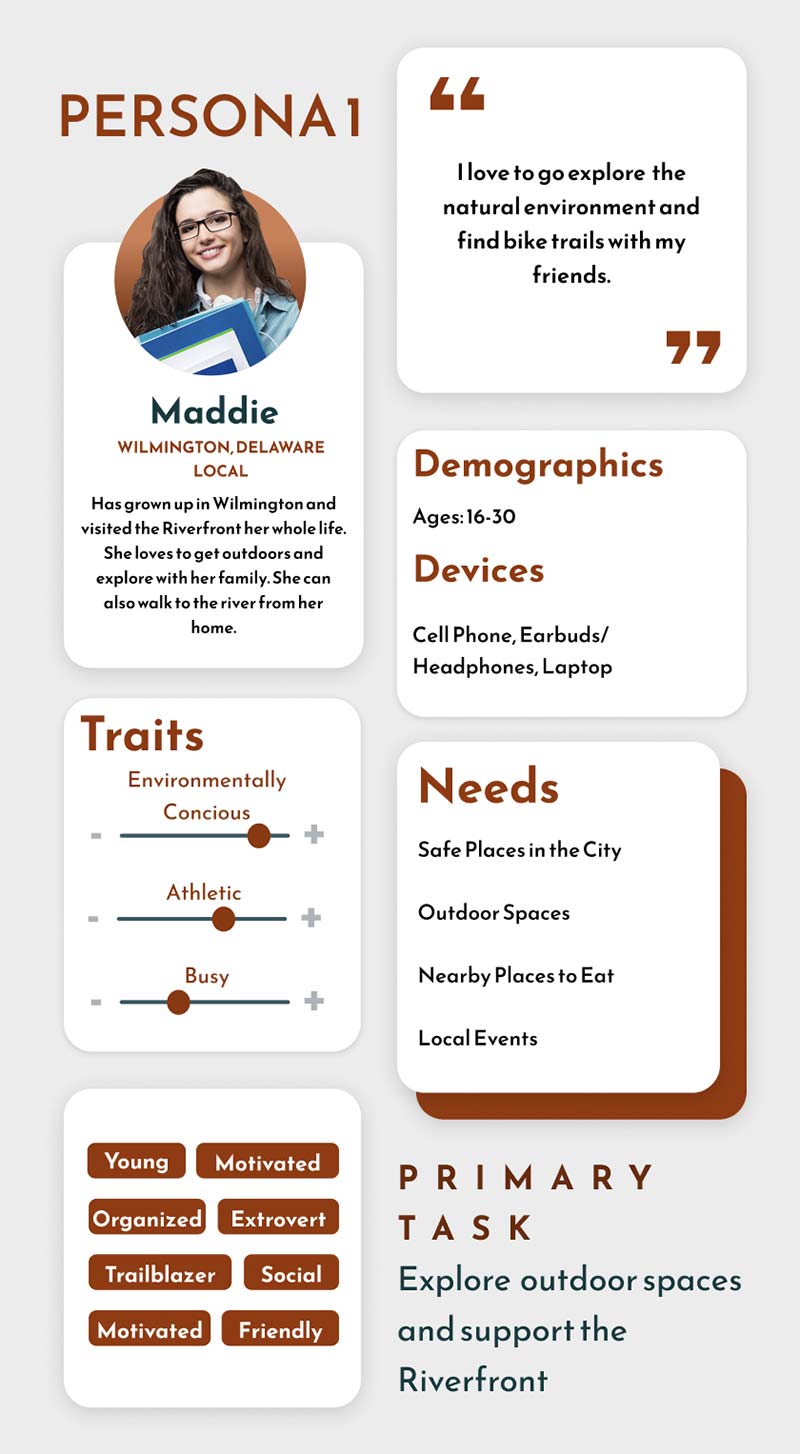 PERSONA 1
Maddie
WILMINGTON, DELAWARE
LOCAL
Has grown up in Wilmington and
visited the Riverfront her whole life.
She loves to get outdoors and
explore with her family. She can
also walk to the river from her
home.
“
I love to go explore the
natural environment and
find bike trails with my
friends.
”
Demographics
Ages: 16-30
Devices
Cell Phone, Earbuds/
Headphones, Laptop
Traits
Environmentally
Concious
- +
Athletic
- +
Busy
- +
Needs
Safe Places in the City
Outdoor Spaces
Nearby Places to Eat
Local Events
Young Motivated
Organized Extrovert
Trailblazer Social
Motivated Friendly
PRIMARY
TASK
Explore outdoor spaces
and support the
Riverfront